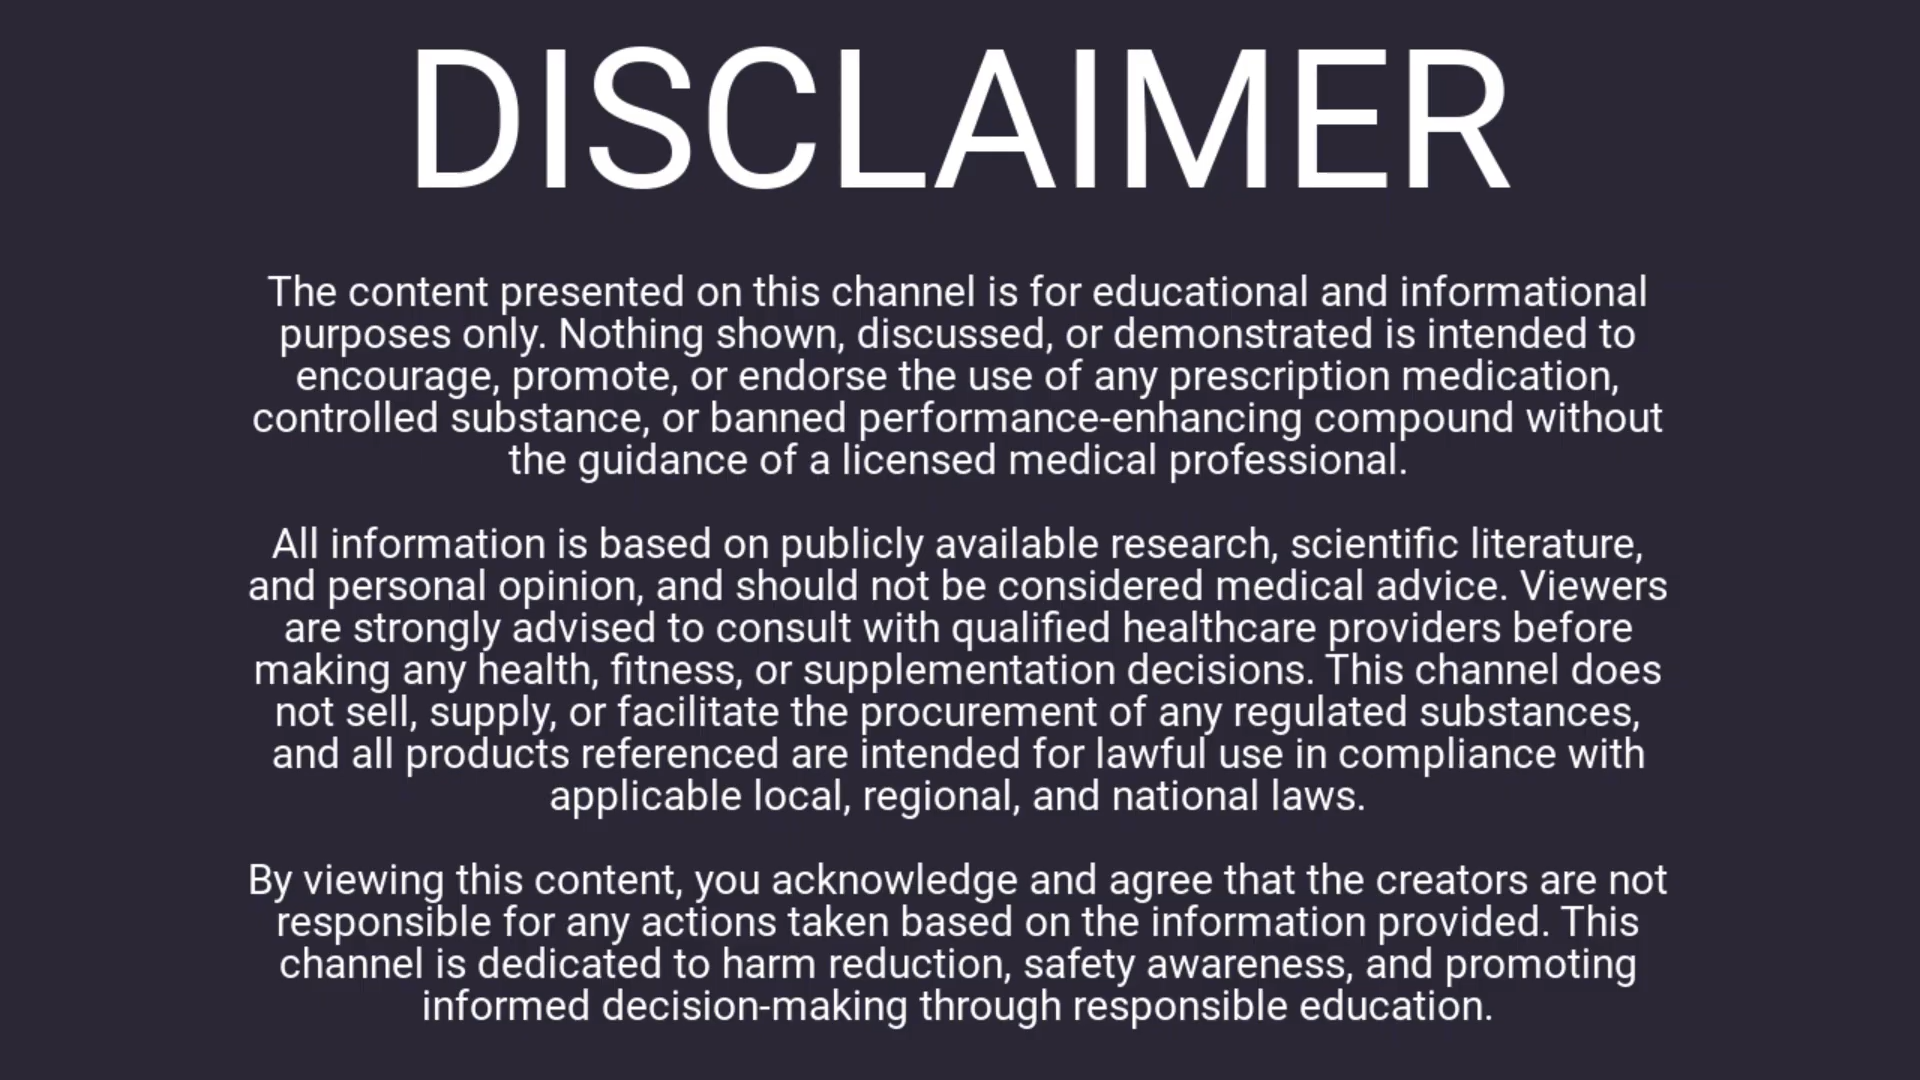 DISCLAIMER
The content presented on this channel is for educational and informational
purposes only. Nothing shown, discussed, or demonstrated is intended to
encourage, promote, or endorse the use of any prescription medication,
controlled substance, or banned performance-enhancing compound without
the guidance of a licensed medical professional.
All information is based on publicly available research, scientific literature,
and personal opinion, and should not be considered medical advice. Viewers
are strongly advised to consult with qualified healthcare providers before
making any health, fitness, or supplementation decisions. This channel does
not sell, supply, or facilitate the procurement of any regulated substances,
and all products referenced are intended for lawful use in compliance with
applicable local, regional, and national laws.
By viewing this content, you acknowledge and agree that the creators are not
responsible for any actions taken based on the information provided. This
channel is dedicated to harm reduction, safety awareness, and promoting
informed decision-making through responsible education.